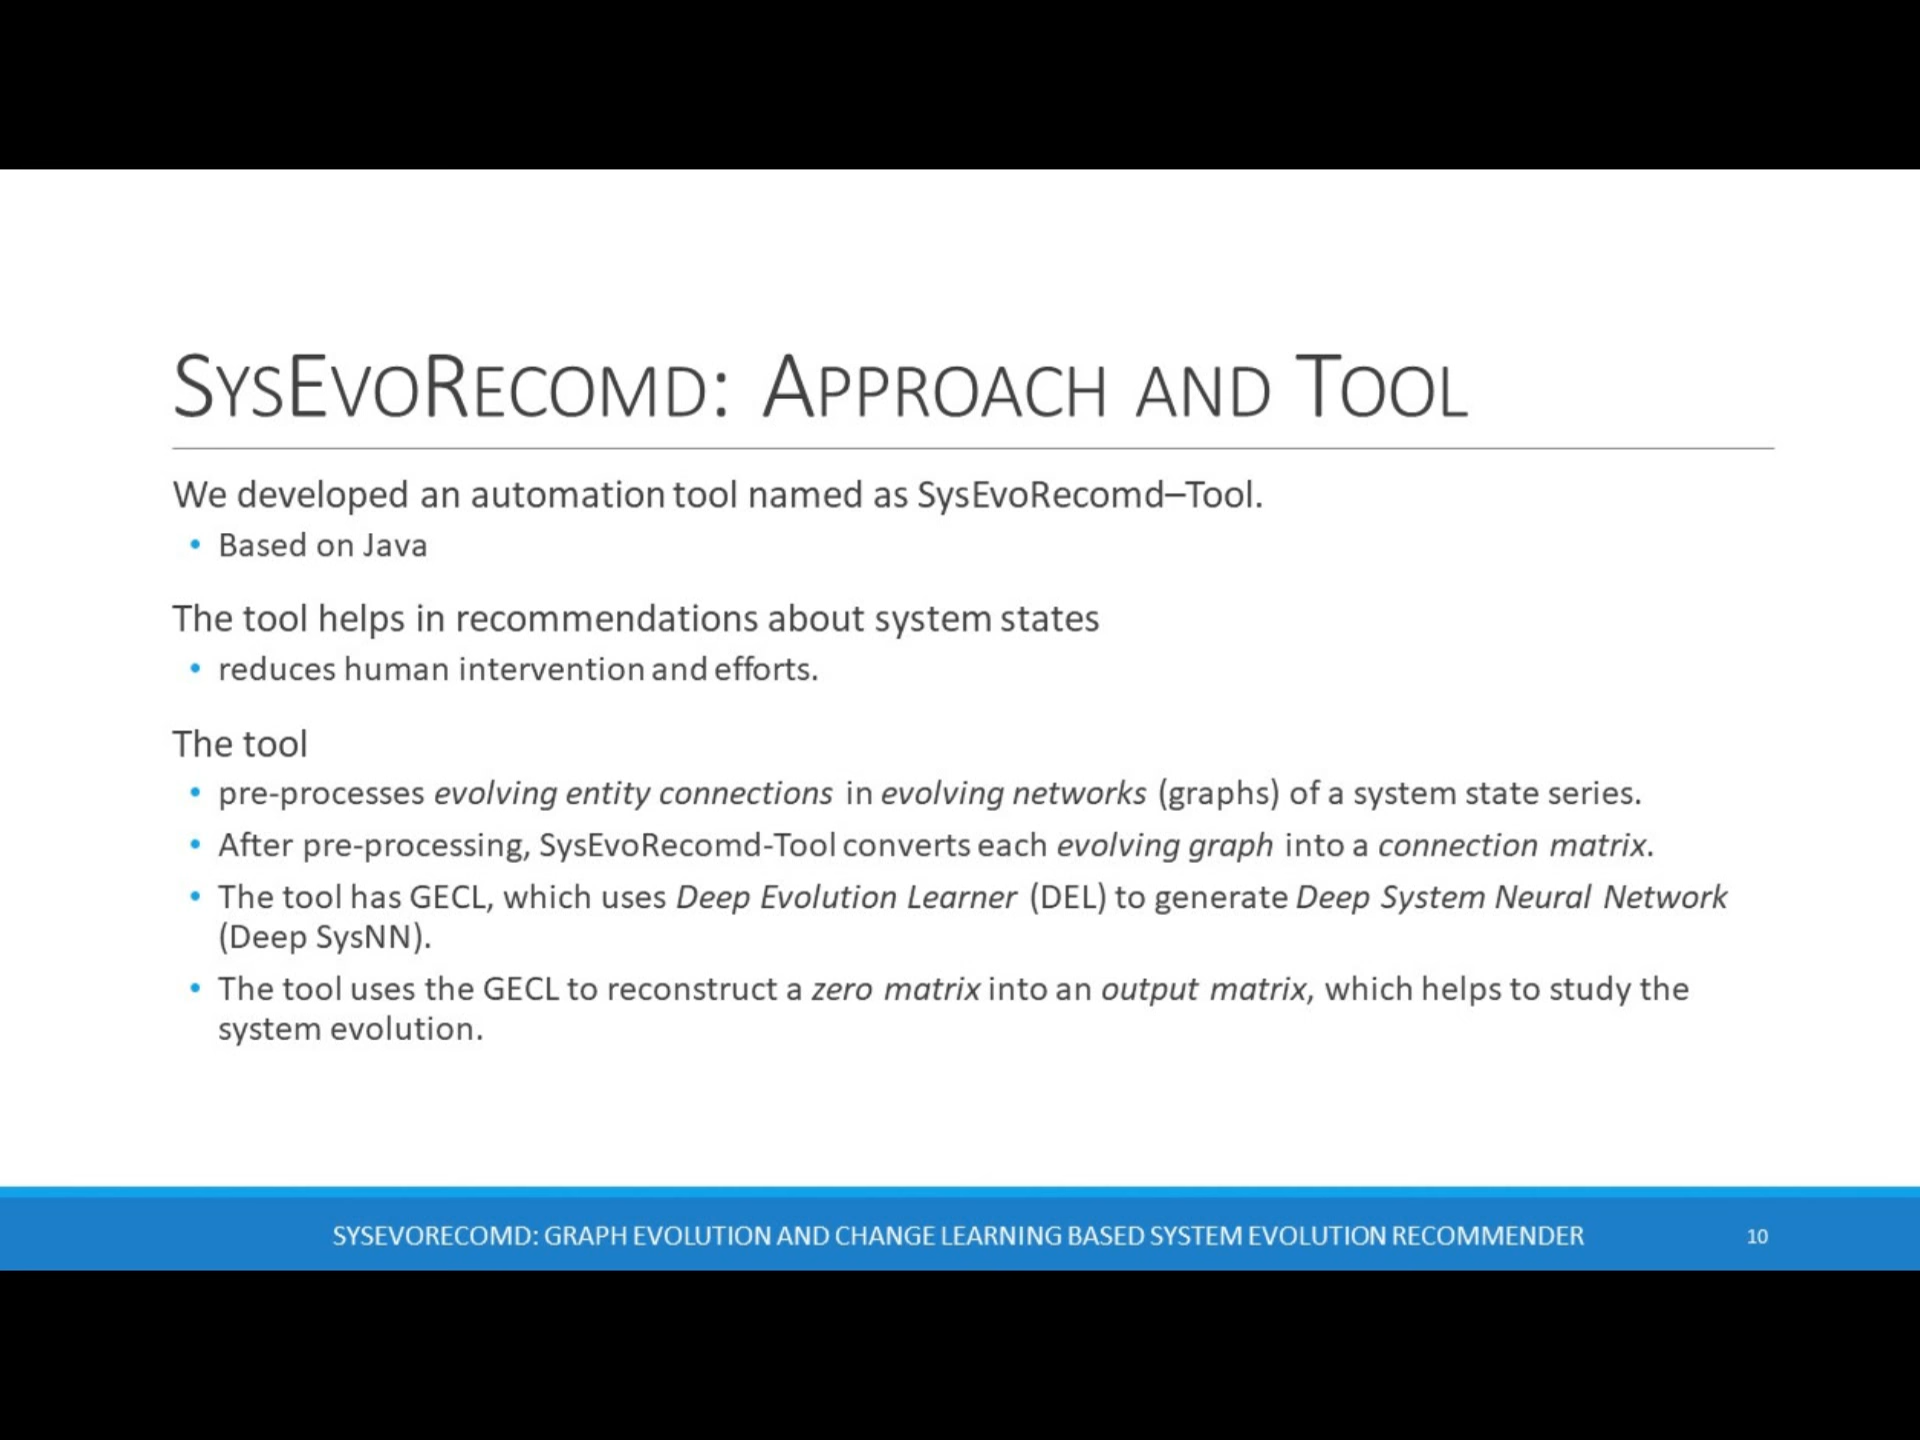 SYSEVORECOMD: APPROACH AND TOOL
We developed an automation tool named as SysEvoRecomd–Tool.
• Based on Java
The tool helps in recommendations about system states
• reduces human intervention and efforts.
The tool
• pre-processes evolving entity connections in evolving networks (graphs) of a system state series.
• After pre-processing, SysEvoRecomd-Tool converts each evolving graph into a connection matrix.
• The tool has GECL, which uses Deep Evolution Learner (DEL) to generate Deep System Neural Network
(Deep SysNN).
• The tool uses the GECL to reconstruct a zero matrix into an output matrix, which helps to study the
system evolution.
SYSEVORECOMD: GRAPH EVOLUTION AND CHANGE LEARNING BASED SYSTEM EVOLUTION RECOMMENDER 10